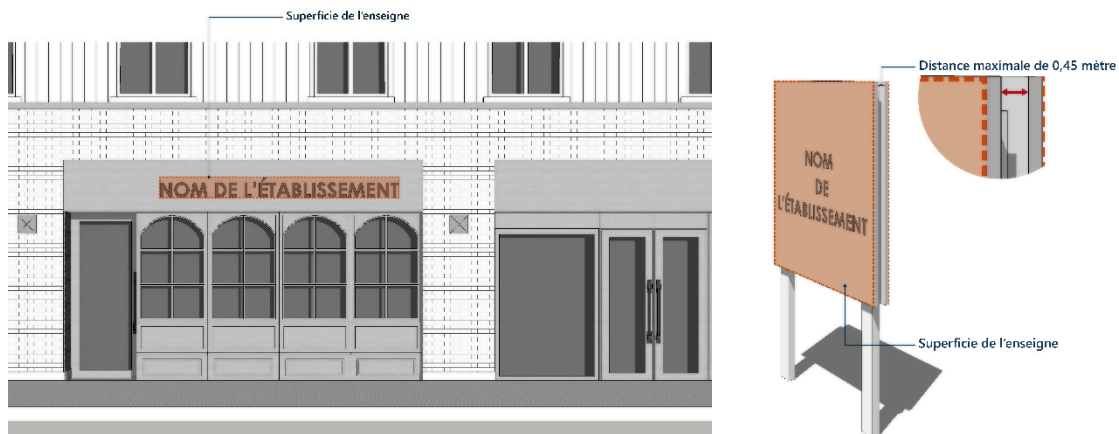 Superficie de l'enseigne
NOM DE L'ÉTABLISSEMENT
Distance maximale de 0,45 mètre
NOM
DE
L'ÉTABLISSEMENT
Superficie de l'enseigne